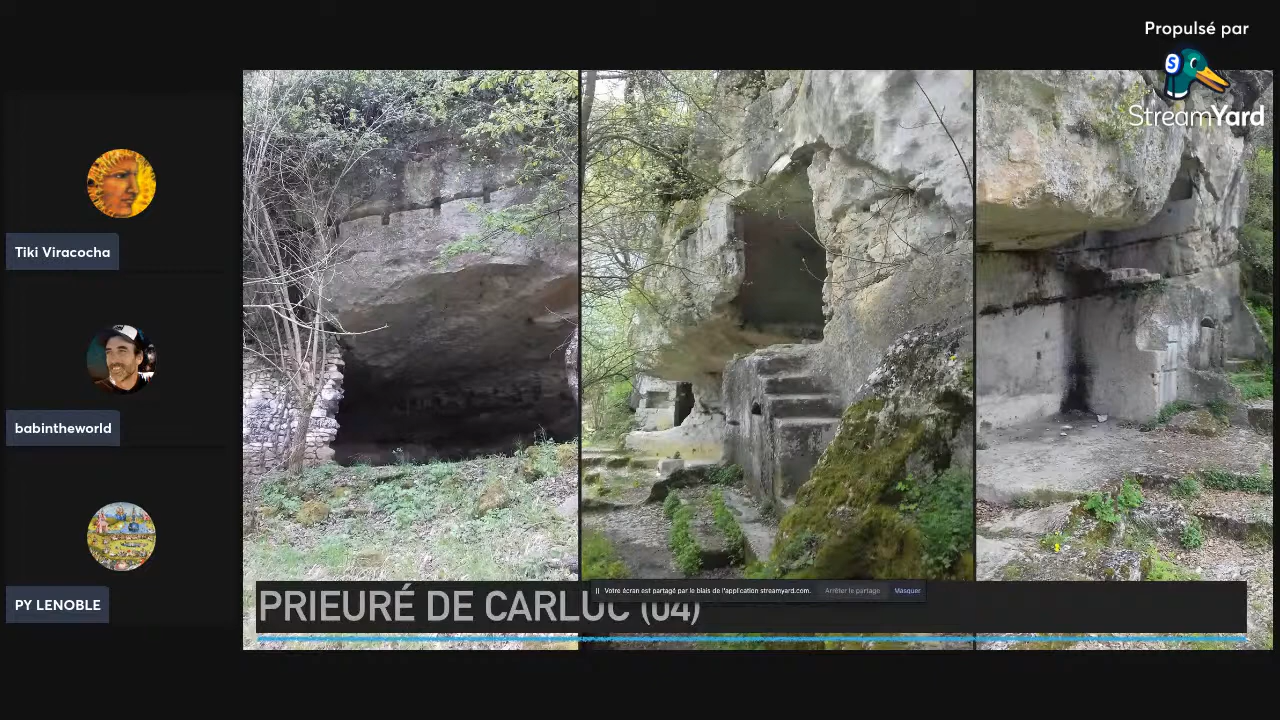 Propulsé par
StreamYard
Tiki Viracocha
babintheworld
PY LENOBLE
Votre écran est partagé par le biais de l'application streamyard.com. Arrêter le partage Masquer
PRIEURÉ DE CARLUC (04)